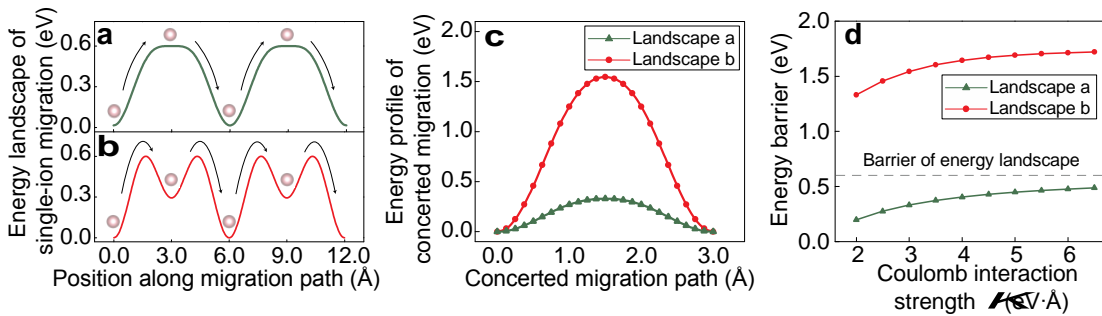 Energy landscape of
single-ion migration (eV)
a
0.6
0.3
0.0
b
0.6
0.3
0.0
0.0 3.0 6.0 9.0 12.0
Position along migration path (Å)
Energy profile of
concerted migration (eV)
c
Landscape a
Landscape b
2.0
1.5
1.0
0.5
0.0
0.0 1.0 2.0 3.0
Concerted migration path (Å)
Energy barrier (eV)
d
Landscape a
Landscape b
Barrier of energy landscape
2.0
1.5
1.0
0.5
0.0
2 3 4 5 6
Coulomb interaction
strength (eV·Å)